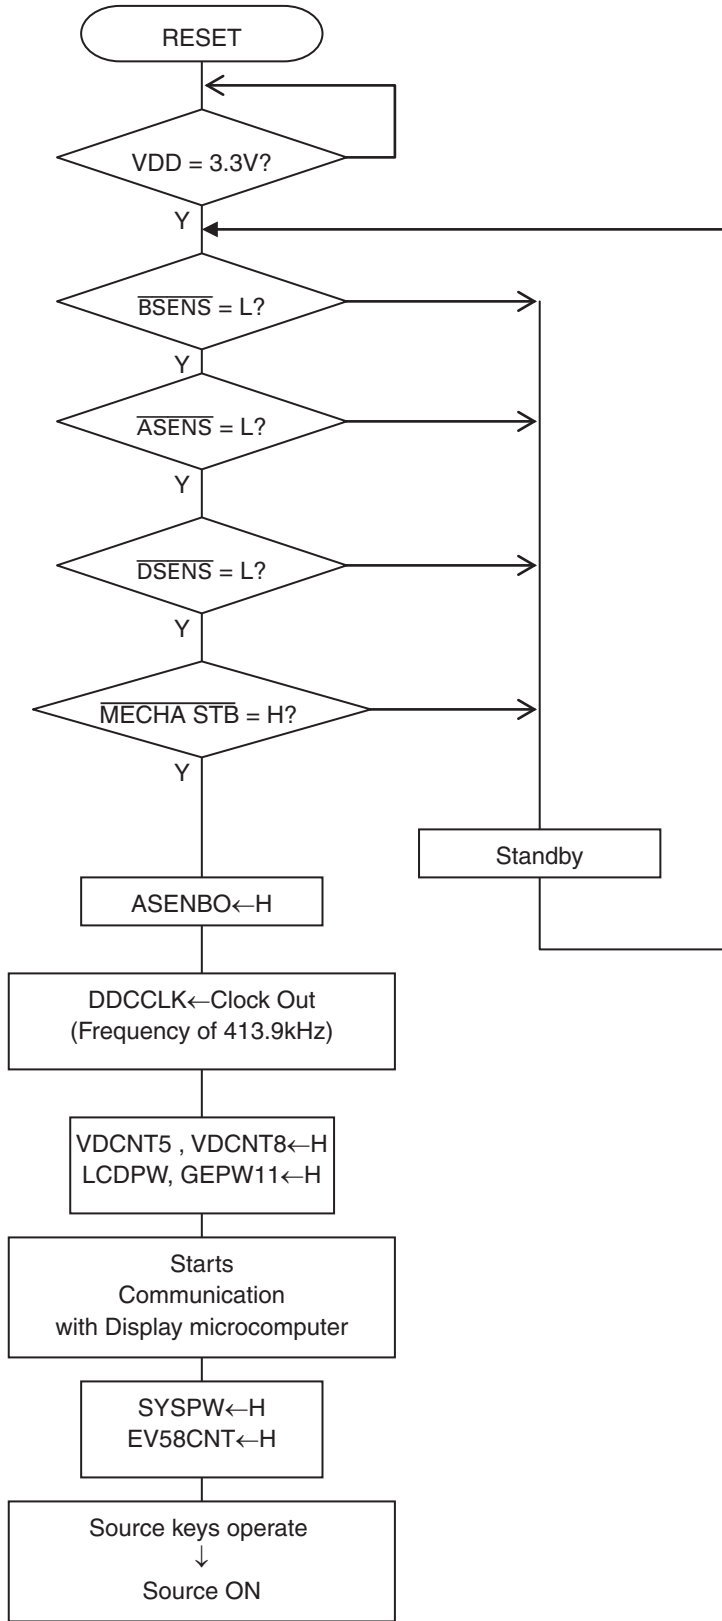 RESET
VDD = 3.3V?
Y
BSENS = L?
Y
ASENS = L?
Y
DSENS = L?
Y
MECHA STB = H?
Y
Standby
ASENBO←H
DDCCLK←Clock Out
(Frequency of 413.9kHz)
VDCNT5 , VDCNT8←H
LCDPW, GEPW11←H
Starts
Communication
with Display microcomputer
SYSPW←H
EV58CNT←H
Source keys operate
↓
Source ON